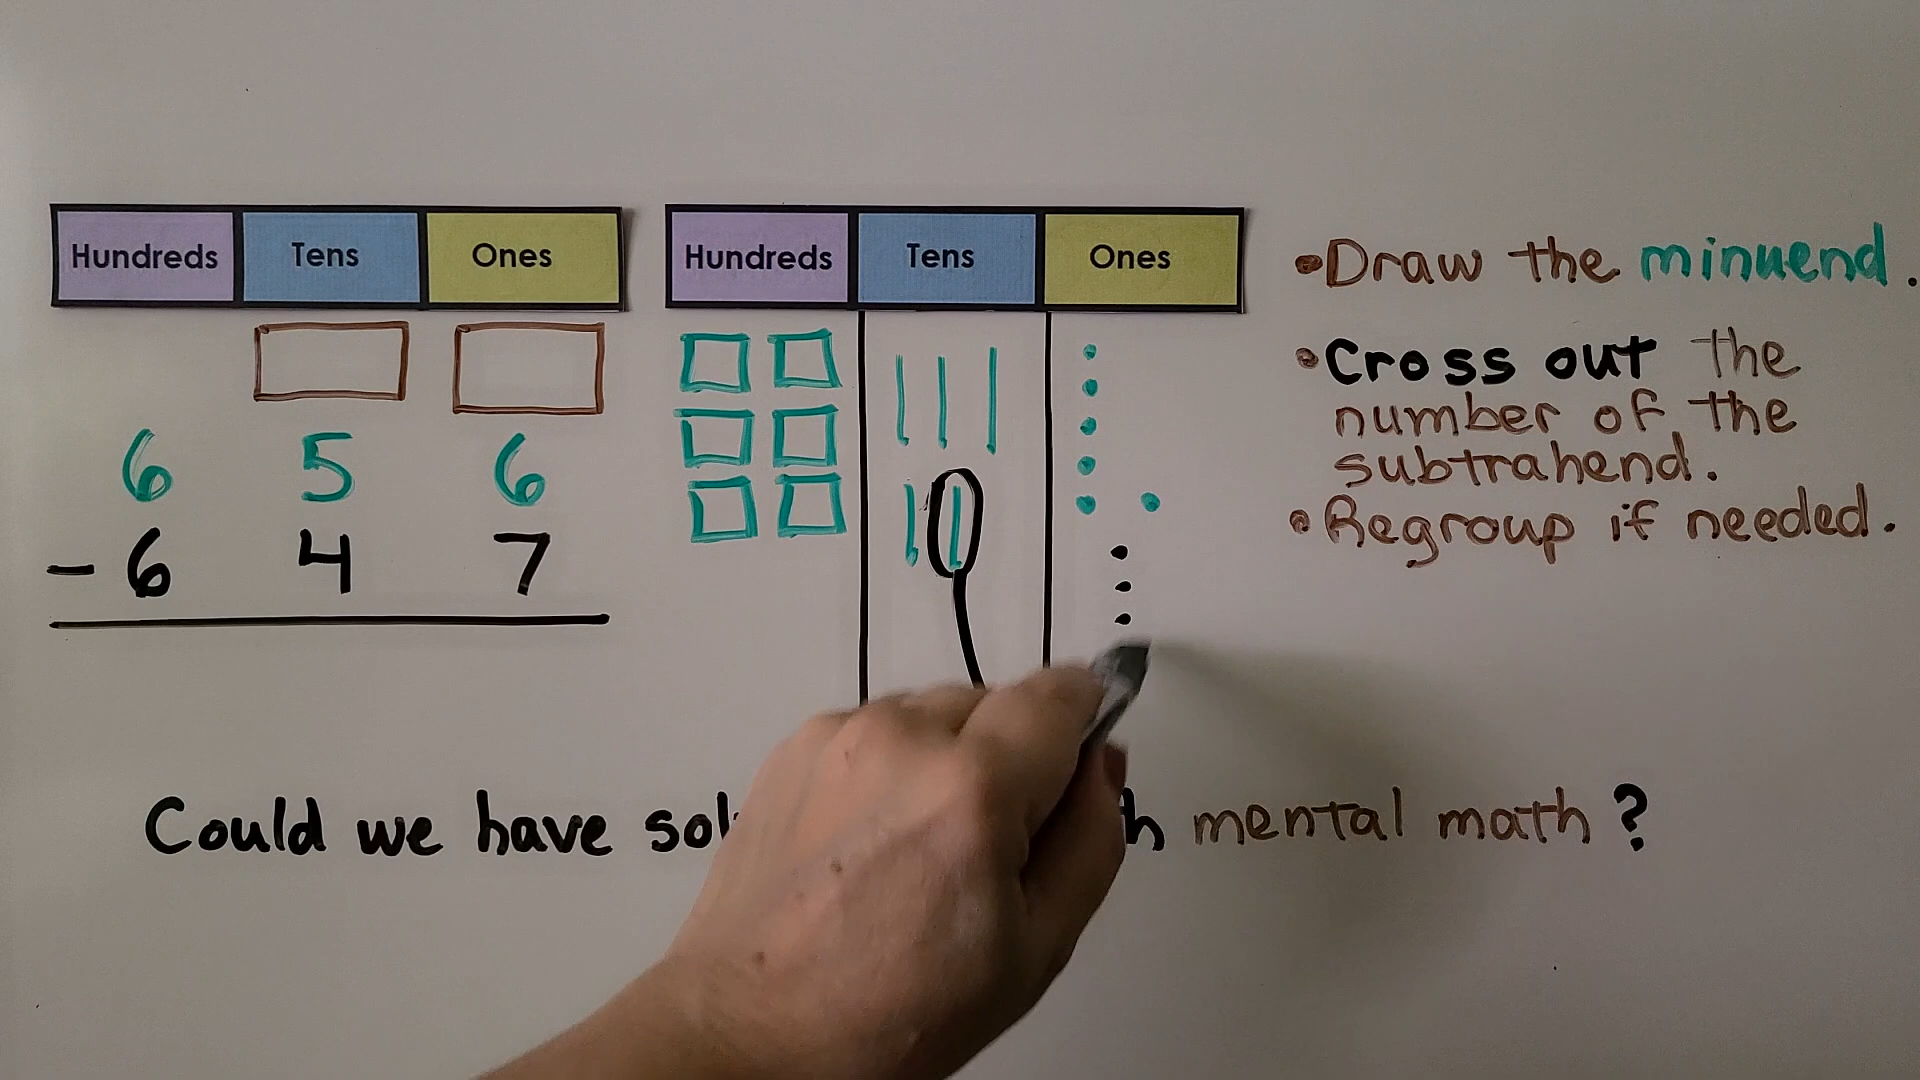 Hundreds Tens Ones
6 5 6
- 6 4 7
Hundreds Tens Ones
•Draw the minuend.
•Cross out the
number of the
subtrahend.
•Regroup if needed.
Could we have mental math?